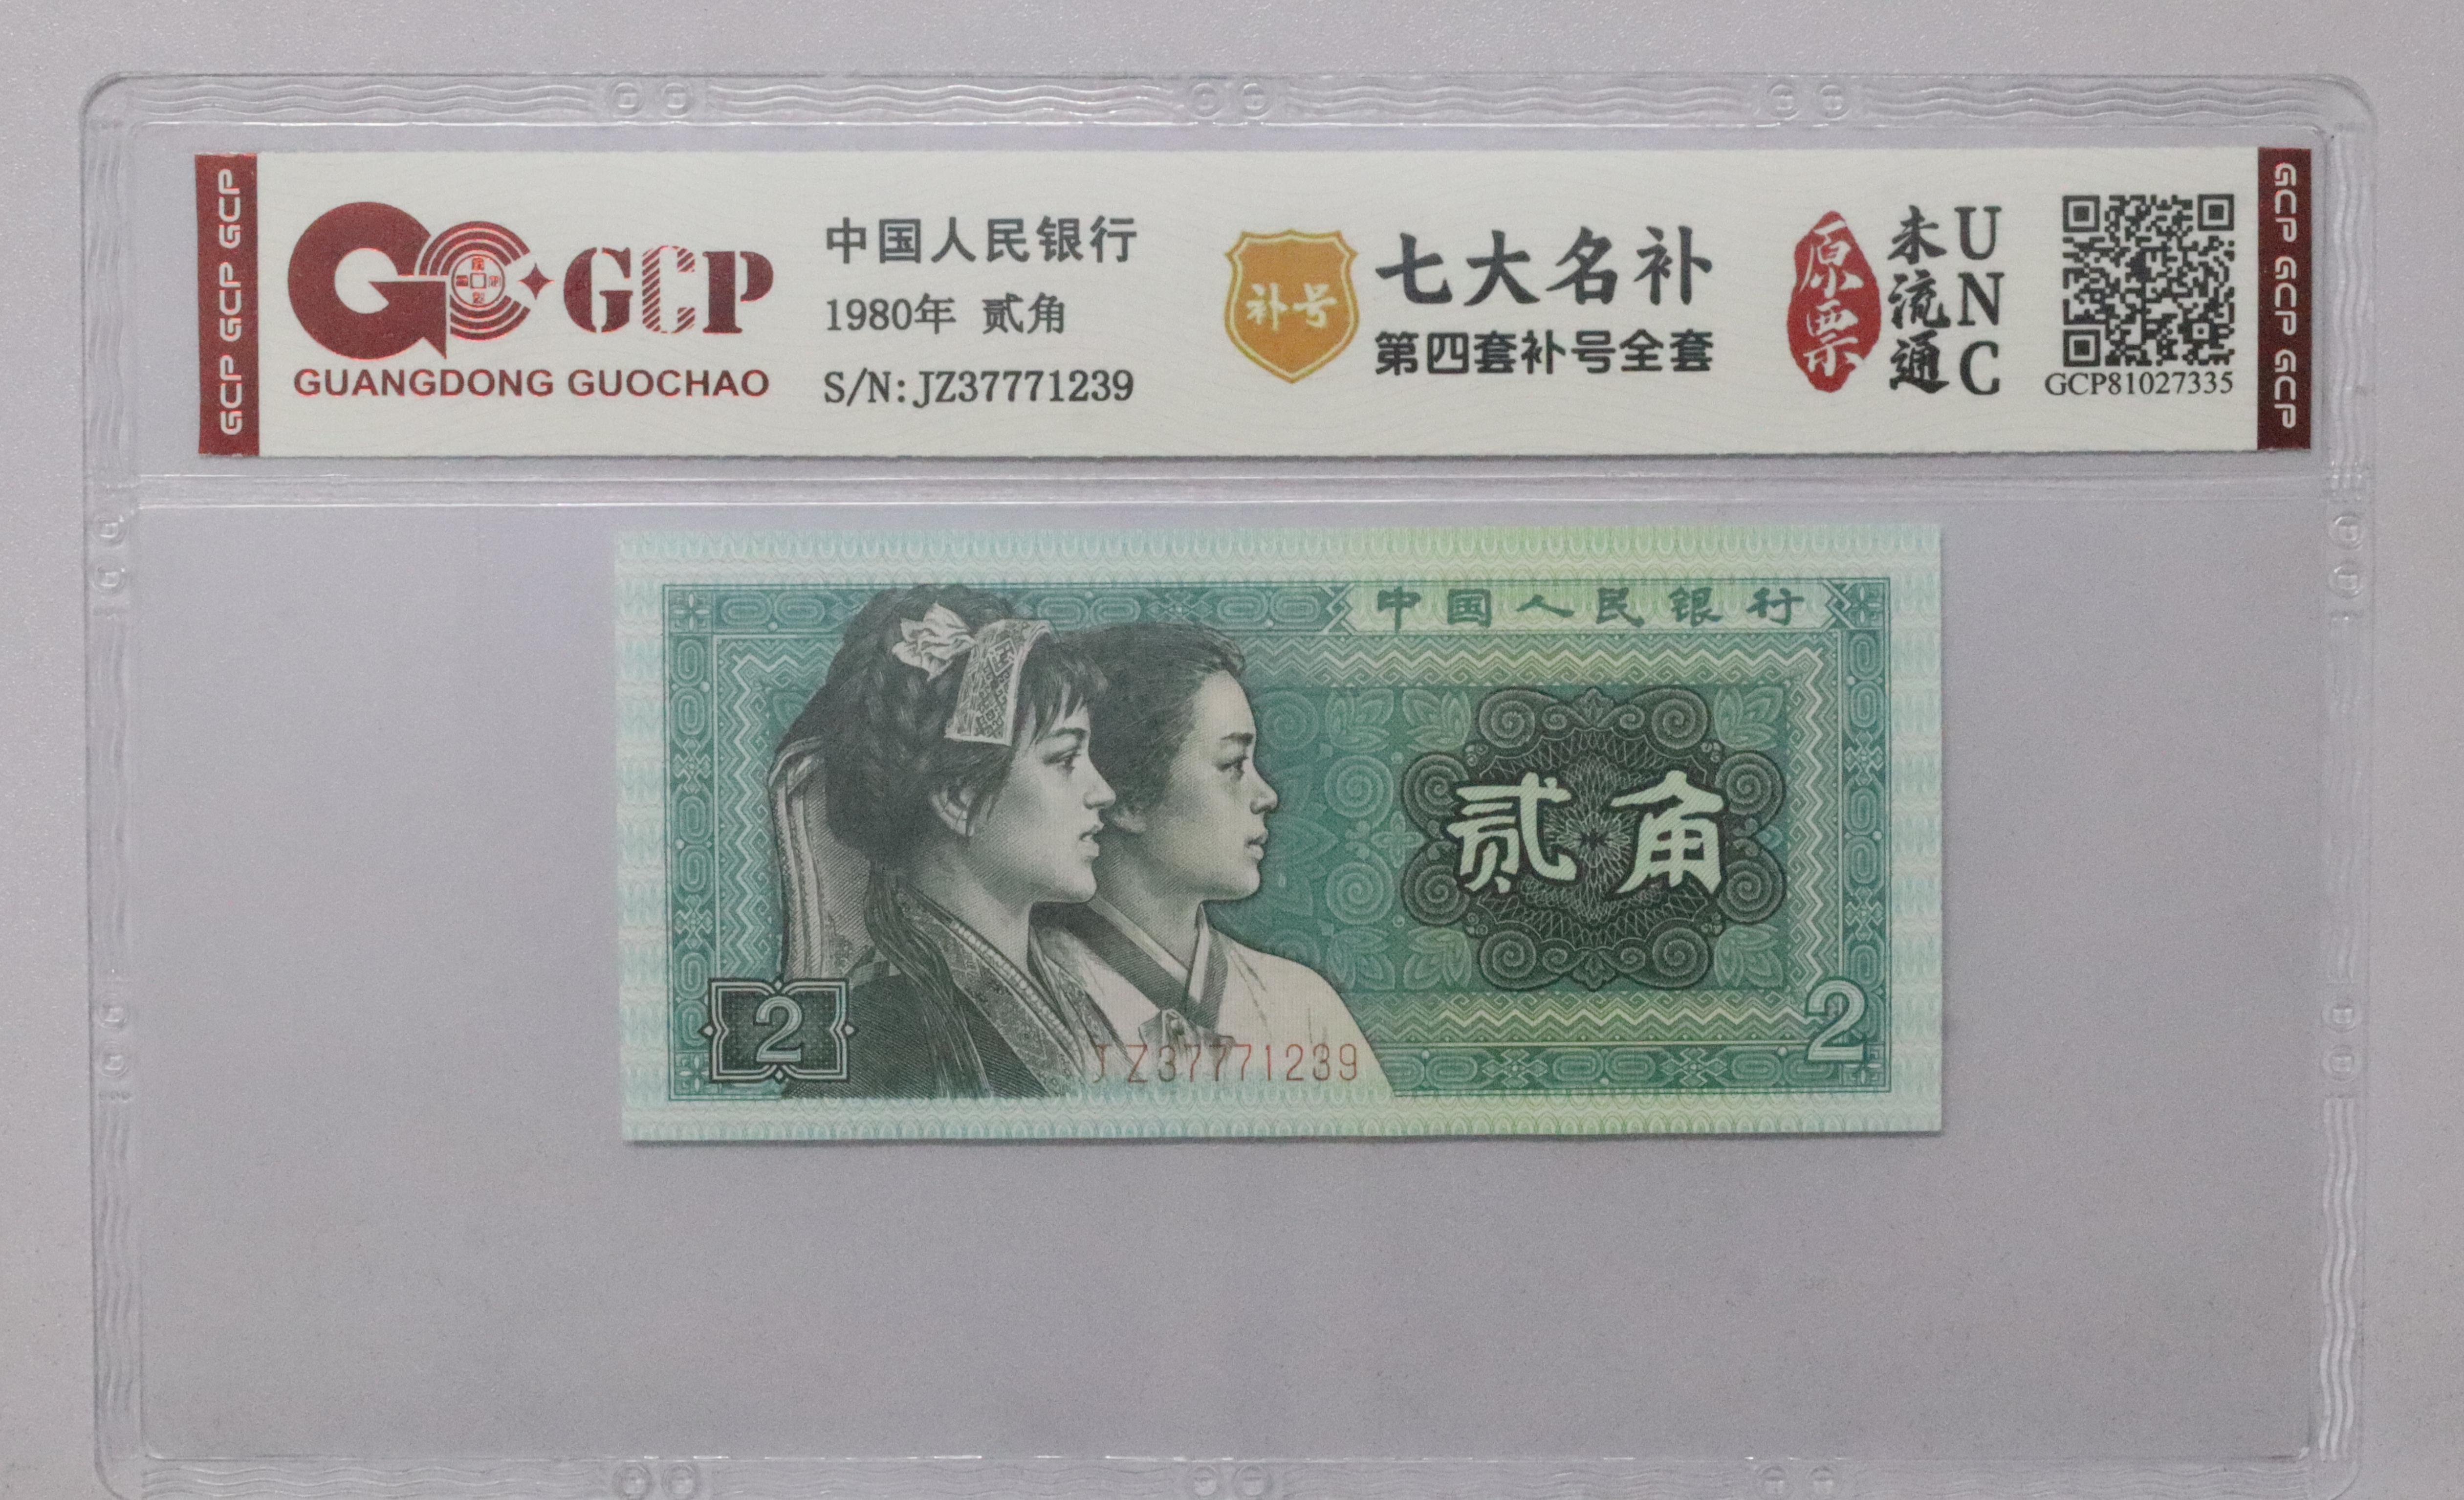 GCP GCP GCP
GCP
GUANGDONG GUOCHAO
中国人民银行
1980年 贰角
S/N: JZ37771239
补号
七大名补
第四套补号全套
原票
未流通
UNC
GCP81027335
GCP GCP GCP
中国人民银行
贰角
2
2
JZ37771239